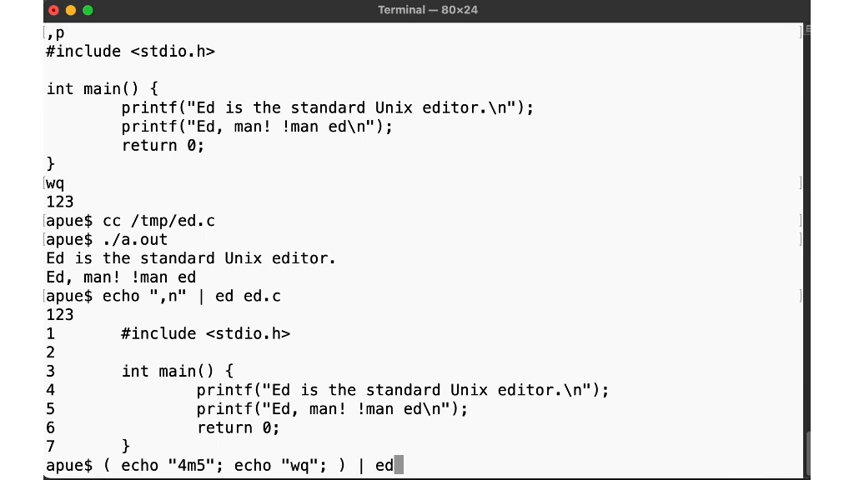 Terminal — 80×24
,p
#include <stdio.h>

int main() {
        printf("Ed is the standard Unix editor.\n");
        printf("Ed, man! !man ed\n");
        return 0;
}
wq
123
apue$ cc /tmp/ed.c
apue$ ./a.out
Ed is the standard Unix editor.
Ed, man! !man ed
apue$ echo ",n" | ed ed.c
123
1       #include <stdio.h>
2
3       int main() {
4               printf("Ed is the standard Unix editor.\n");
5               printf("Ed, man! !man ed\n");
6               return 0;
7       }
apue$ ( echo "4m5"; echo "wq"; ) | ed